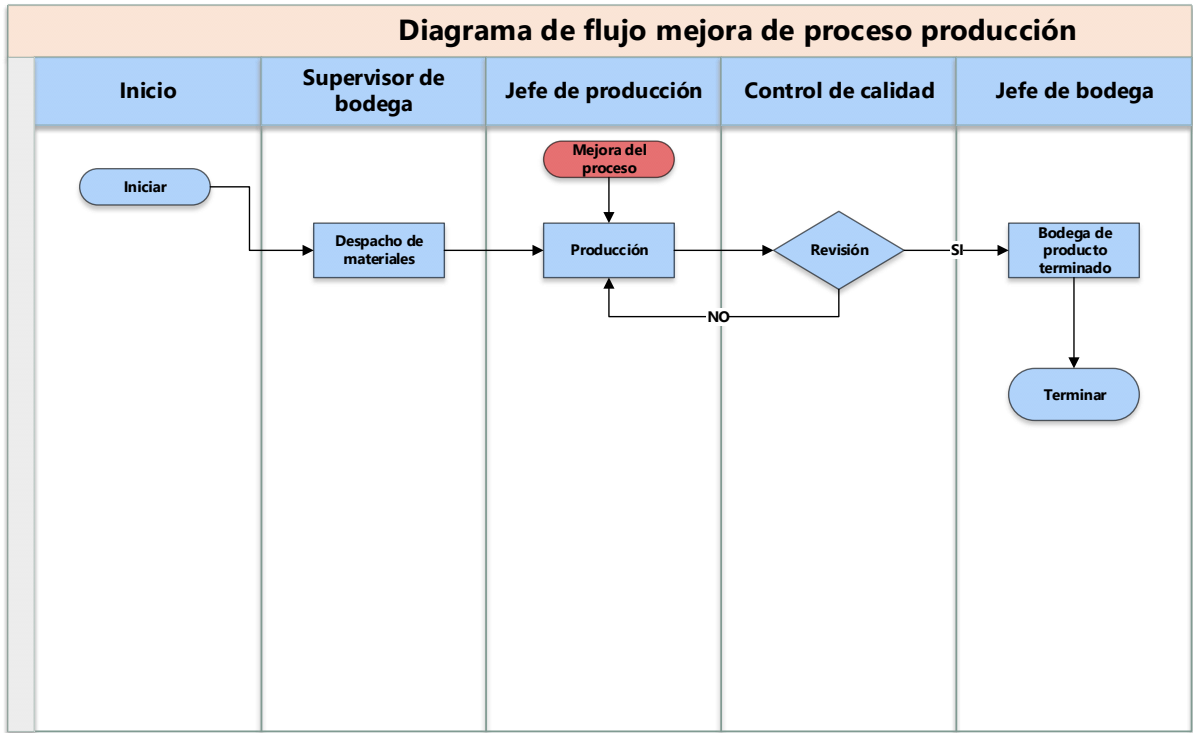 Diagrama de flujo mejora de proceso producción
Inicio
Supervisor de
bodega
Jefe de producción
Control de calidad
Jefe de bodega
Iniciar
Despacho de
materiales
Mejora del
proceso
Producción
Revisión
SI
NO
Bodega de
producto
terminado
Terminar